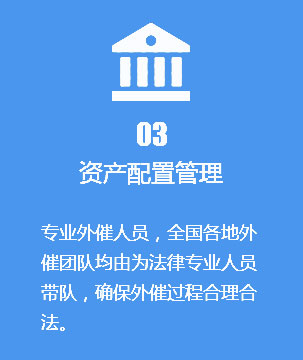 03
资产配置管理
专业外催人员，全国各地外
催团队均由为法律专业人员
带队，确保外催过程合理合
法。